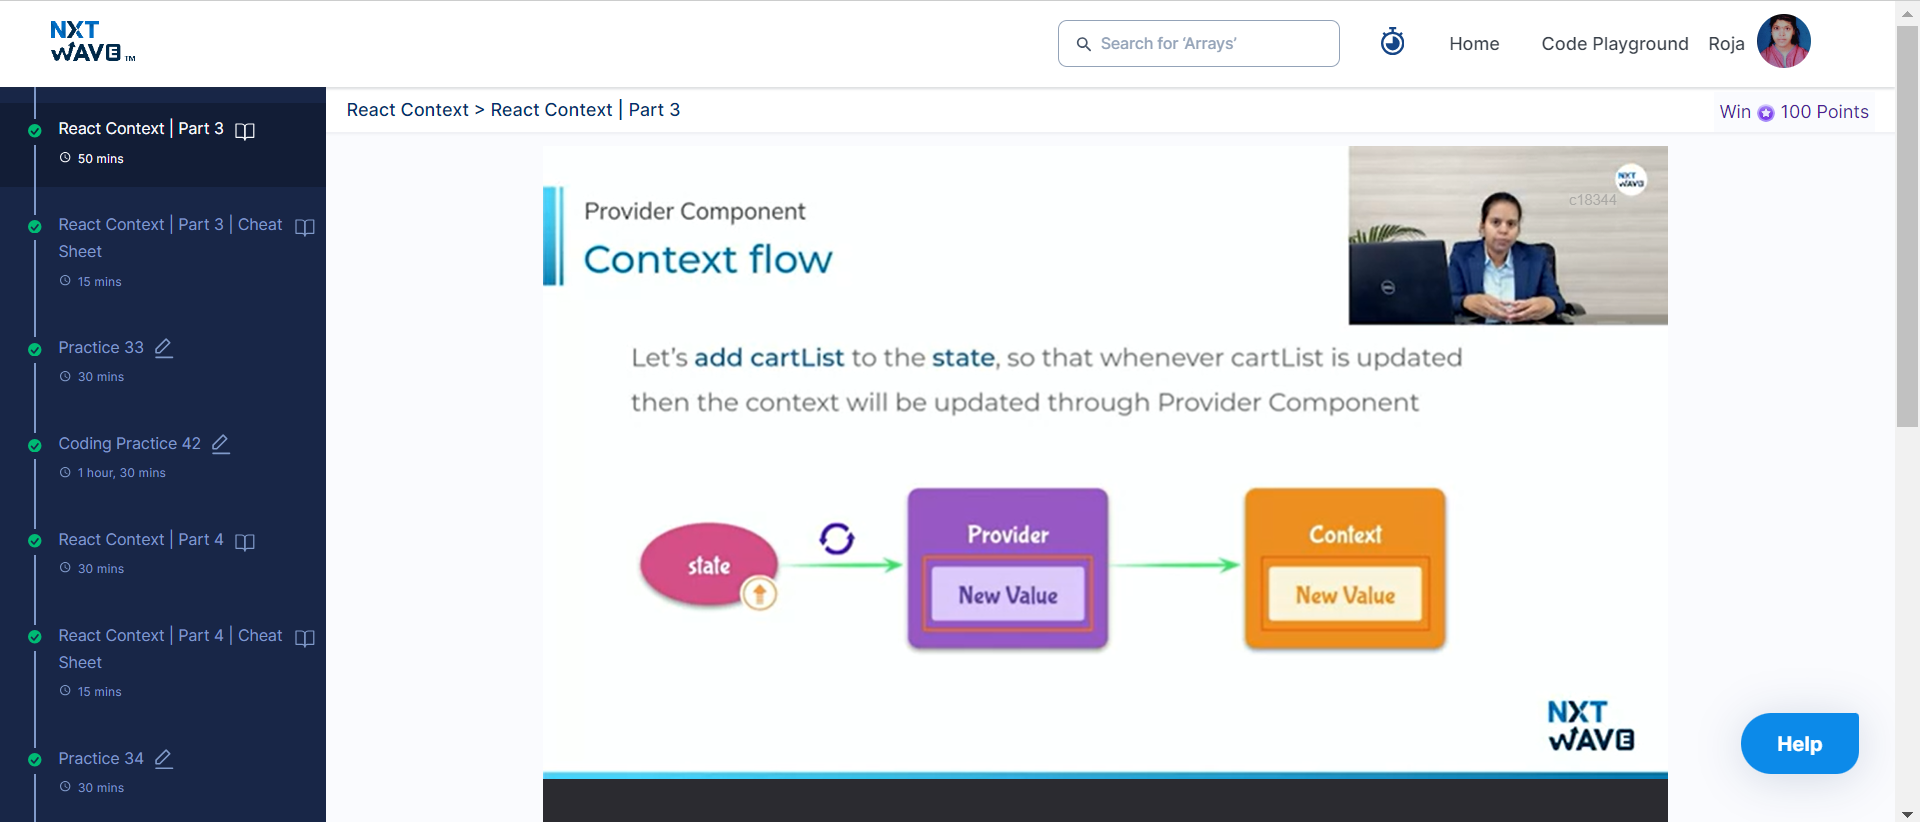 NXT
WAVE TM
Search for ‘Arrays’
Home
Code Playground
Roja
React Context | Part 3
50 mins
React Context | Part 3 | Cheat
Sheet
15 mins
Practice 33
30 mins
Coding Practice 42
1 hour, 30 mins
React Context | Part 4
30 mins
React Context | Part 4 | Cheat
Sheet
15 mins
Practice 34
30 mins
React Context > React Context | Part 3
Win 100 Points
Provider Component
Context flow
NXT
WAVE
c18344
DELL
Let’s add cartList to the state, so that whenever cartList is updated
then the context will be updated through Provider Component
state
Provider
New Value
Context
New Value
NXT
WAVE
Help